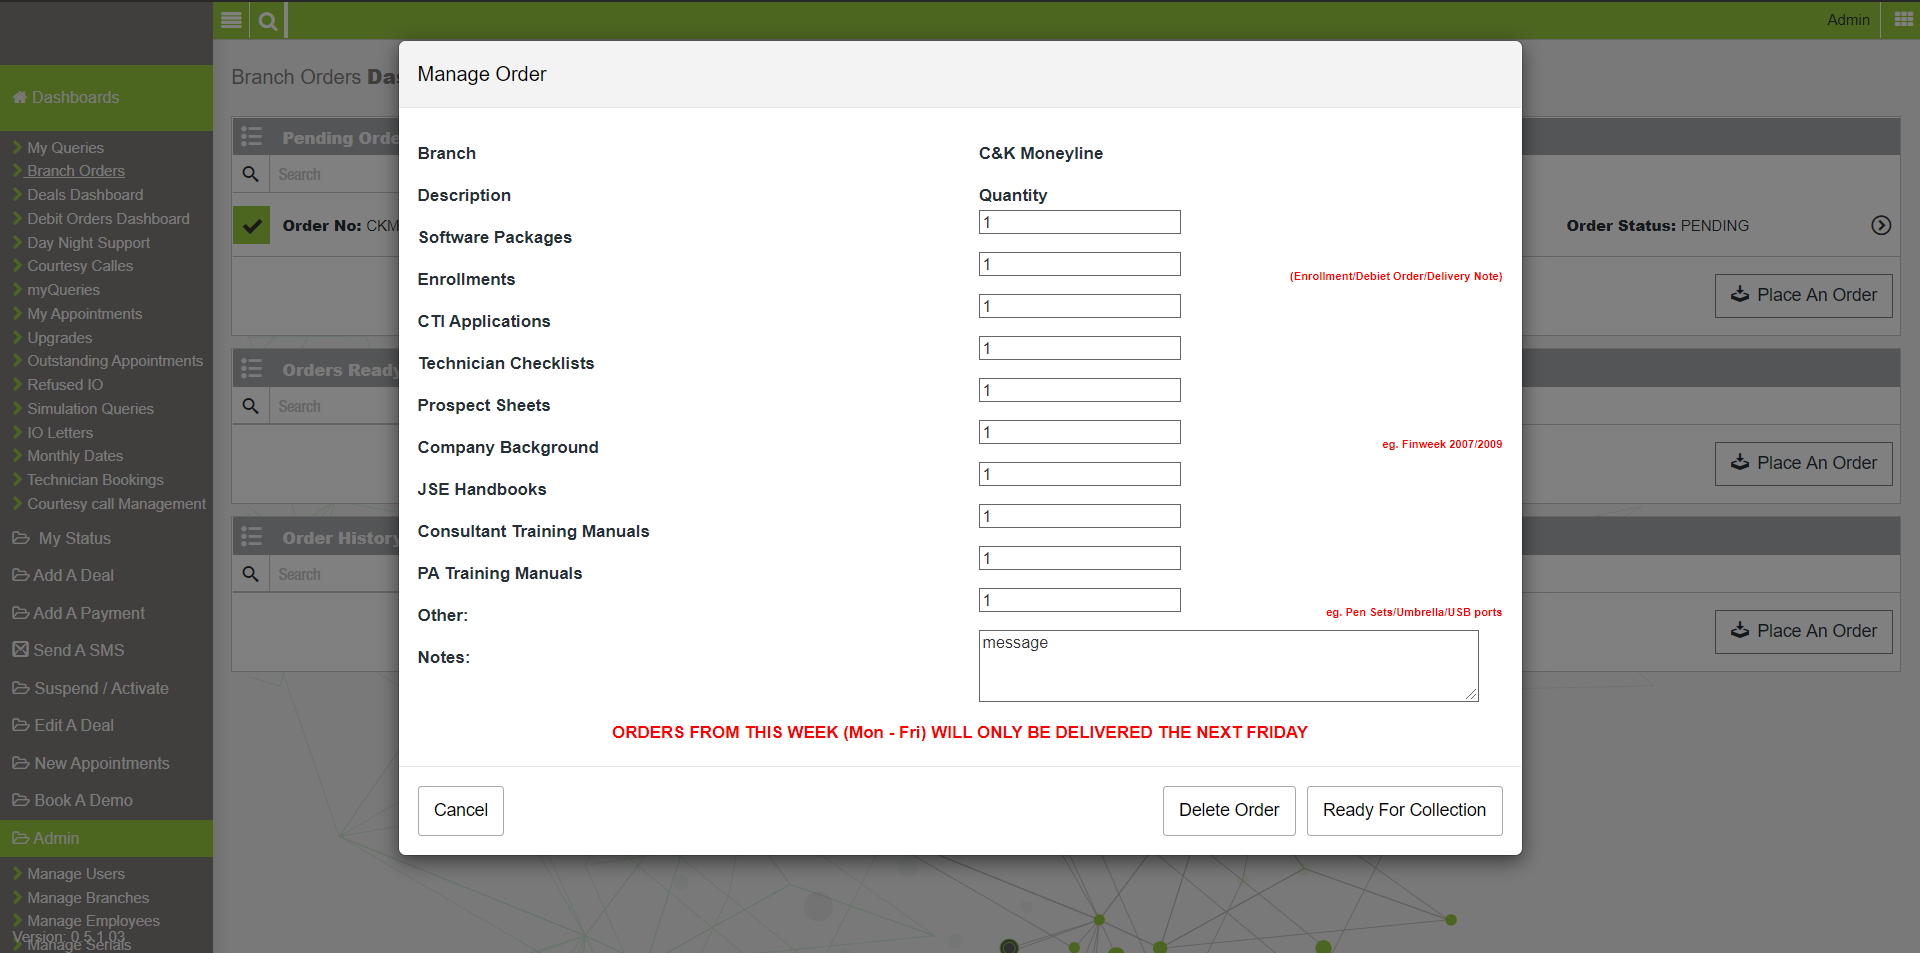 Admin
Dashboards
My Queries
Branch Orders
Deals Dashboard
Debit Orders Dashboard
Day Night Support
Courtesy Calles
myQueries
My Appointments
Upgrades
Outstanding Appointments
Refused IO
Simulation Queries
IO Letters
Monthly Dates
Technician Bookings
Courtesy call Management
My Status
Add A Deal
Add A Payment
Send A SMS
Suspend / Activate
Edit A Deal
New Appointments
Book A Demo
Admin
Manage Users
Manage Branches
Manage Employees
Version: 0.5.1.03
Manage Serials
Branch Orders Das
Pending Orde
Search
Order No: CKM
Order Status: PENDING
Place An Order
Orders Ready
Search
Place An Order
Order History
Search
Place An Order
Manage Order
Branch C&K Moneyline
Description Quantity
Software Packages 1
Enrollments 1 (Enrollment/Debiet Order/Delivery Note)
CTI Applications 1
Technician Checklists 1
Prospect Sheets 1
Company Background 1 eg. Finweek 2007/2009
JSE Handbooks 1
Consultant Training Manuals 1
PA Training Manuals 1
Other: 1 eg. Pen Sets/Umbrella/USB ports
Notes: message
ORDERS FROM THIS WEEK (Mon - Fri) WILL ONLY BE DELIVERED THE NEXT FRIDAY
Cancel Delete Order Ready For Collection